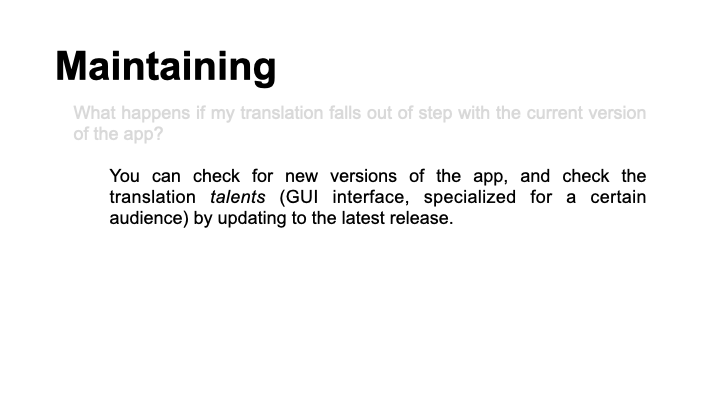 Maintaining
What happens if my translation falls out of step with the current version
of the app?
You can check for new versions of the app, and check the
translation talents (GUI interface, specialized for a certain
audience) by updating to the latest release.